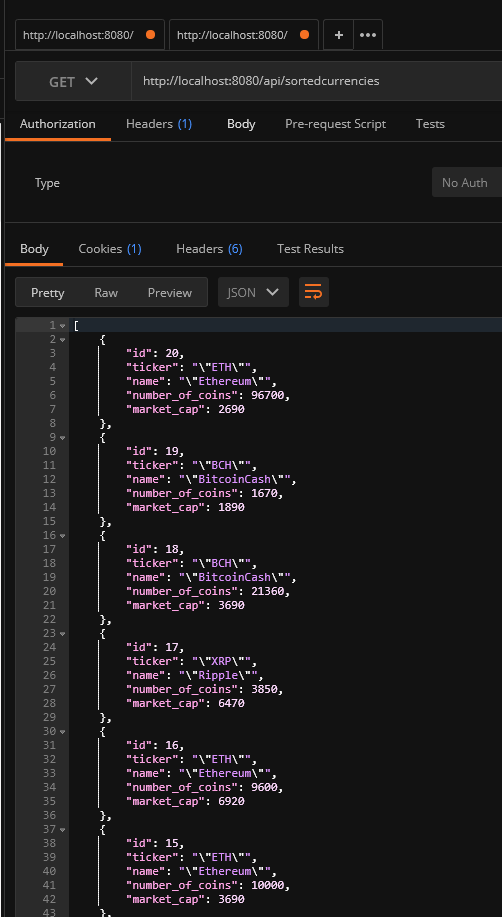 http://localhost:8080/ http://localhost:8080/ + •••
GET http://localhost:8080/api/sortedcurrencies
Authorization Headers (1) Body Pre-request Script Tests
Type No Auth
Body Cookies (1) Headers (6) Test Results
Pretty Raw Preview JSON
1 [
2 {
3 "id": 20,
4 "ticker": "\"ETH\"",
5 "name": "\"Ethereum\"",
6 "number_of_coins": 96700,
7 "market_cap": 2690
8 },
9 {
10 "id": 19,
11 "ticker": "\"BCH\"",
12 "name": "\"BitcoinCash\"",
13 "number_of_coins": 1670,
14 "market_cap": 1890
15 },
16 {
17 "id": 18,
18 "ticker": "\"BCH\"",
19 "name": "\"BitcoinCash\"",
20 "number_of_coins": 21360,
21 "market_cap": 3690
22 },
23 {
24 "id": 17,
25 "ticker": "\"XRP\"",
26 "name": "\"Ripple\"",
27 "number_of_coins": 3850,
28 "market_cap": 6470
29 },
30 {
31 "id": 16,
32 "ticker": "\"ETH\"",
33 "name": "\"Ethereum\"",
34 "number_of_coins": 9600,
35 "market_cap": 6920
36 },
37 {
38 "id": 15,
39 "ticker": "\"ETH\"",
40 "name": "\"Ethereum\"",
41 "number_of_coins": 10000,
42 "market_cap": 3690
43 },